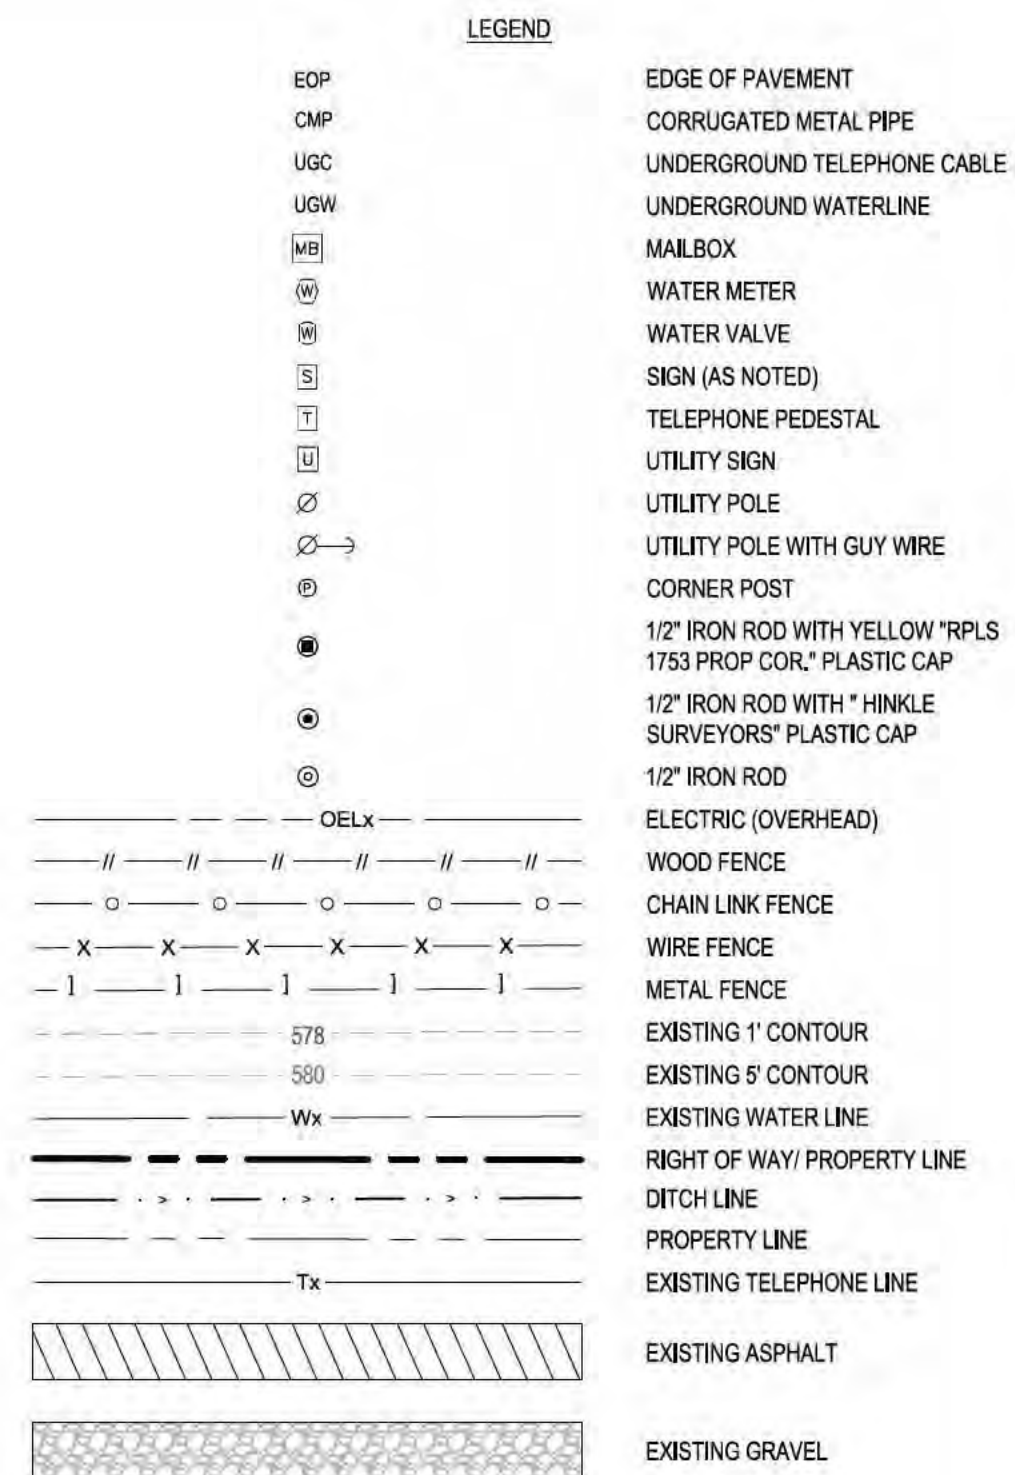 LEGEND
EOP EDGE OF PAVEMENT
CMP CORRUGATED METAL PIPE
UGC UNDERGROUND TELEPHONE CABLE
UGW UNDERGROUND WATERLINE
MB MAILBOX
W WATER METER
W WATER VALVE
S SIGN (AS NOTED)
T TELEPHONE PEDESTAL
U UTILITY SIGN
UTILITY POLE
UTILITY POLE WITH GUY WIRE
P CORNER POST
1/2" IRON ROD WITH YELLOW "RPLS
1753 PROP COR." PLASTIC CAP
1/2" IRON ROD WITH " HINKLE
SURVEYORS" PLASTIC CAP
1/2" IRON ROD
OELx ELECTRIC (OVERHEAD)
// // // // // // WOOD FENCE
CHAIN LINK FENCE
X X X X X X WIRE FENCE
] ] ] ] ] METAL FENCE
578 EXISTING 1' CONTOUR
580 EXISTING 5' CONTOUR
Wx EXISTING WATER LINE
RIGHT OF WAY/ PROPERTY LINE
DITCH LINE
PROPERTY LINE
Tx EXISTING TELEPHONE LINE
EXISTING ASPHALT
EXISTING GRAVEL